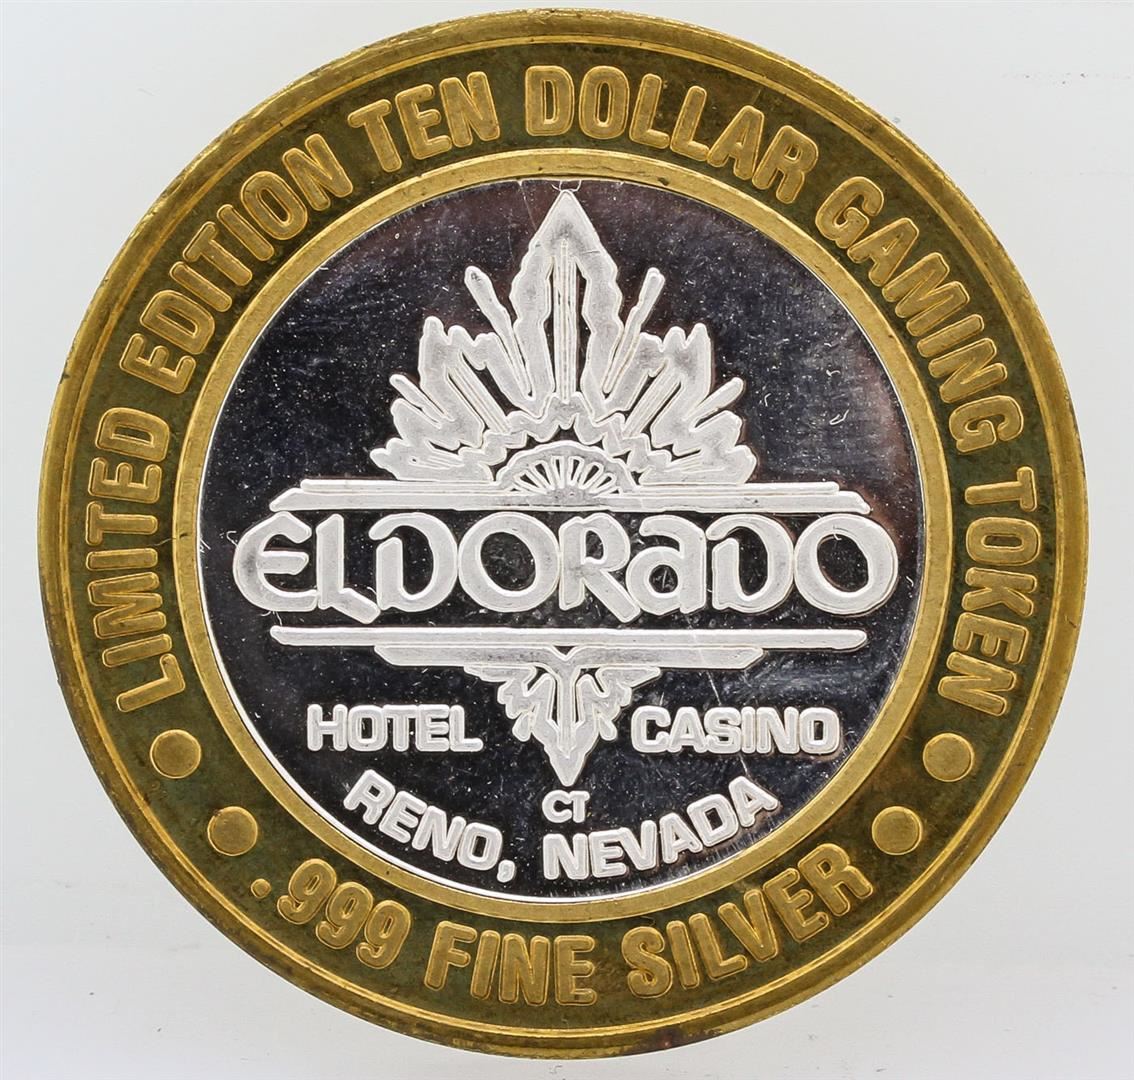 LIMITED EDITION TEN DOLLAR GAMING TOKEN
ELDORADO
HOTEL CASINO
CT
RENO, NEVADA
.999 FINE SILVER